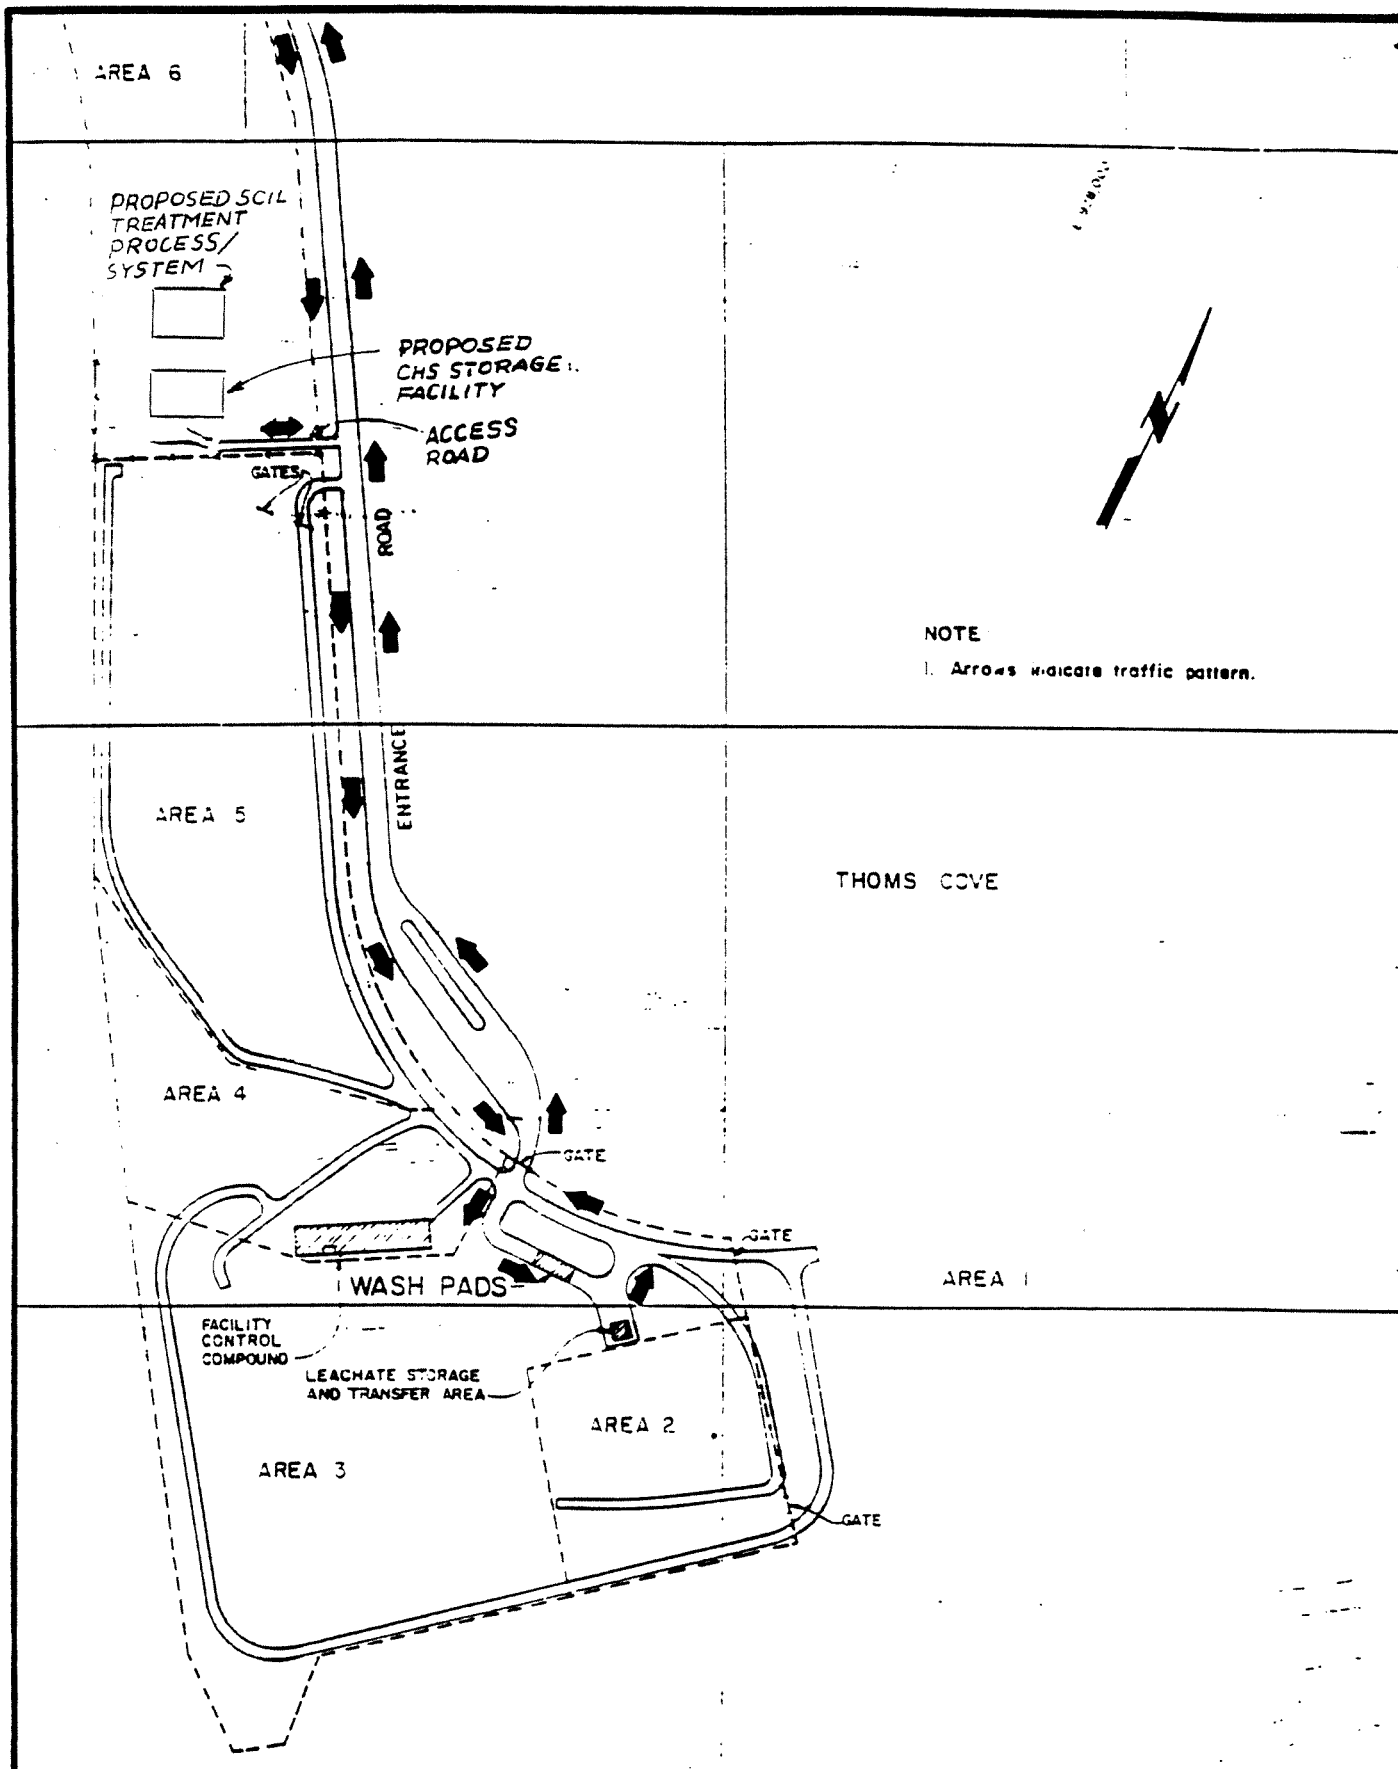 AREA 6
PROPOSED SCIL
TREATMENT
PROCESS/
SYSTEM
PROPOSED
CHS STORAGE
FACILITY
ACCESS
ROAD
GATES
ROAD
NOTE
1. Arrows indicate traffic pattern.
ENTRANCE
AREA 5
THOMS COVE
AREA 4
GATE
GATE
AREA 1
WASH PADS
FACILITY
CONTROL
COMPOUND
LEACHATE STORAGE
AND TRANSFER AREA
AREA 2
AREA 3
GATE